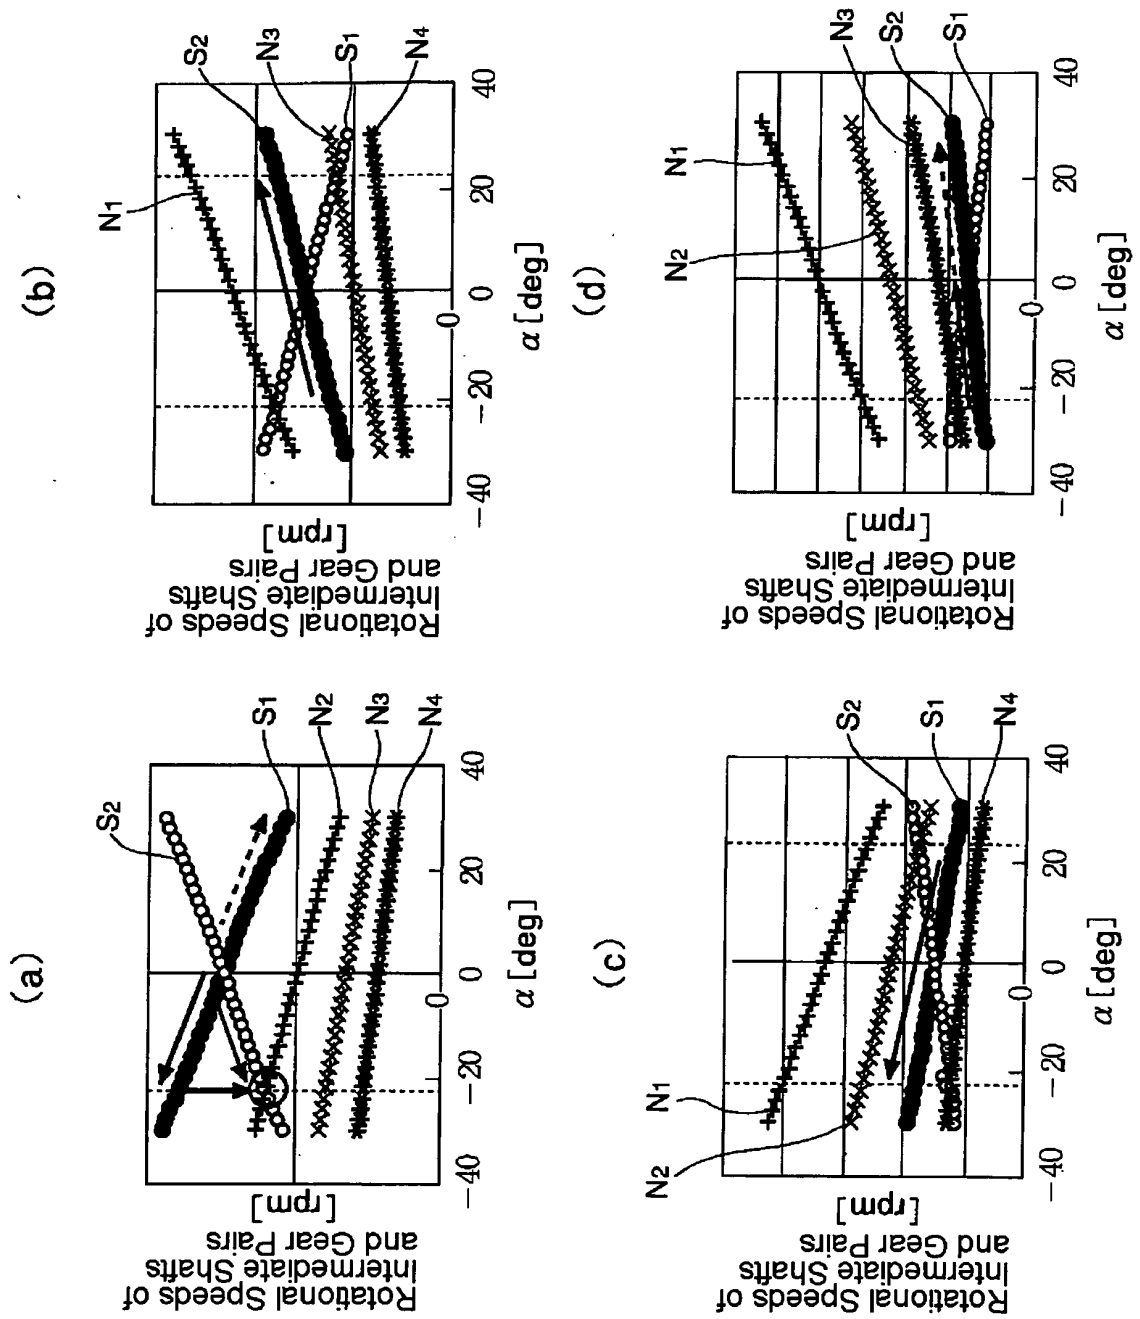 (a)
Rotational Speeds of
Intermediate Shafts
and Gear Pairs
[rpm]
S2
S1
N2
N3
N4
-40
-20
0
20
40
0
α [deg]
(b)
Rotational Speeds of
Intermediate Shafts
and Gear Pairs
[rpm]
N1
S2
N3
S1
N4
-40
-20
0
20
40
0
α [deg]
(c)
Rotational Speeds of
Intermediate Shafts
and Gear Pairs
[rpm]
N1
N2
S2
S1
N4
-40
-20
0
20
40
0
α [deg]
(d)
Rotational Speeds of
Intermediate Shafts
and Gear Pairs
[rpm]
N1
N2
N3
S2
S1
-40
-20
0
20
40
0
α [deg]